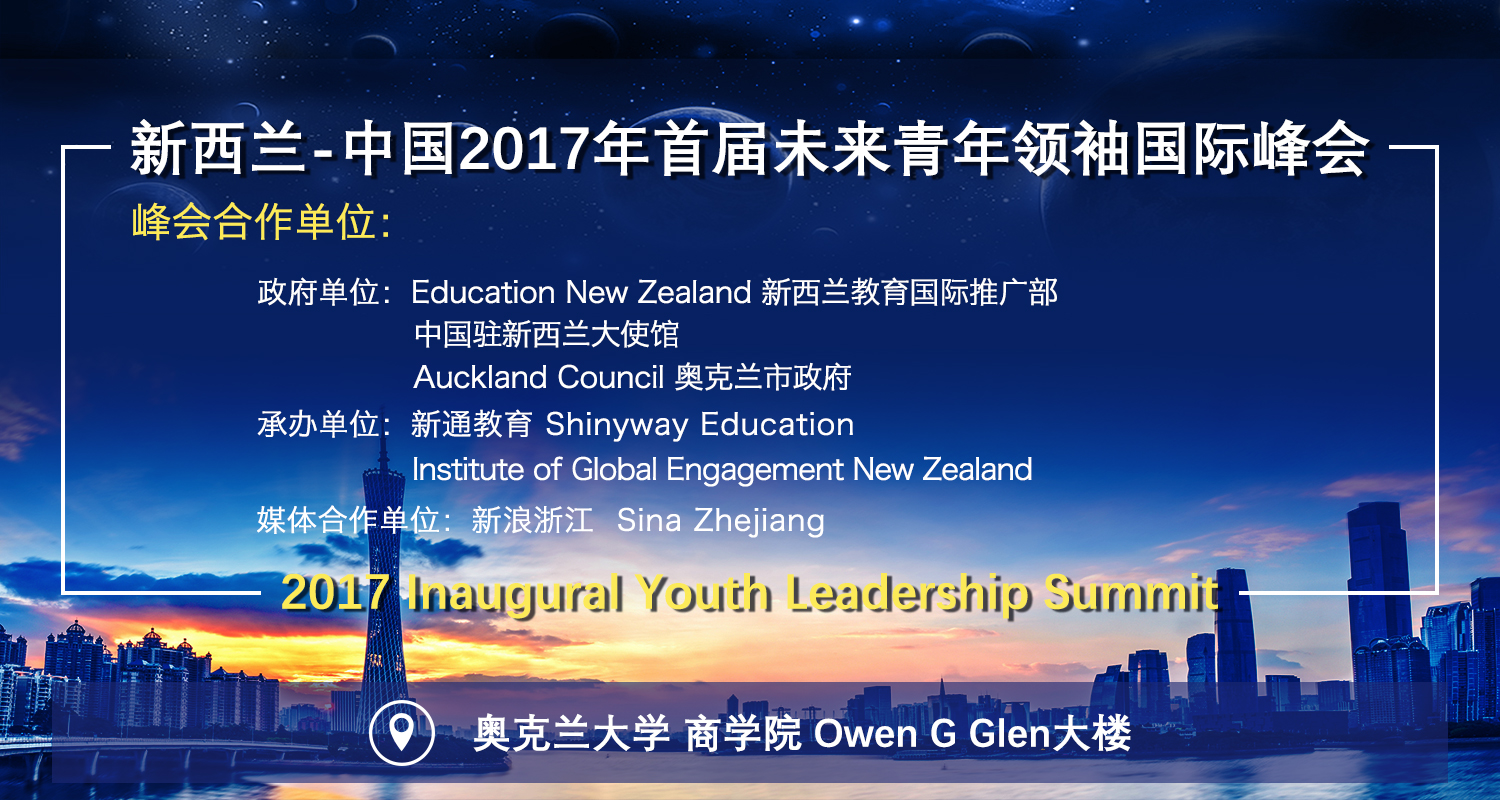 新西兰-中国2017年首届未来青年领袖国际峰会
峰会合作单位：
政府单位：Education New Zealand 新西兰教育国际推广部
中国驻新西兰大使馆
Auckland Council 奥克兰市政府
承办单位：新通教育 Shinyway Education
Institute of Global Engagement New Zealand
媒体合作单位：新浪浙江 Sina Zhejiang
2017 Inaugural Youth Leadership Summit
奥克兰大学 商学院 Owen G Glen大楼